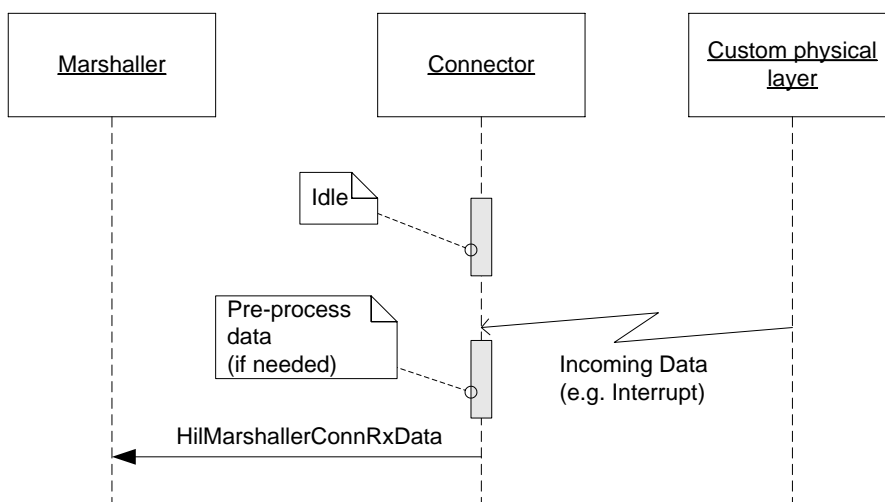 Marshaller
Connector
Custom physical
layer
Idle
Pre-process
data
(if needed)
Incoming Data
(e.g. Interrupt)
HilMarshallerConnRxData